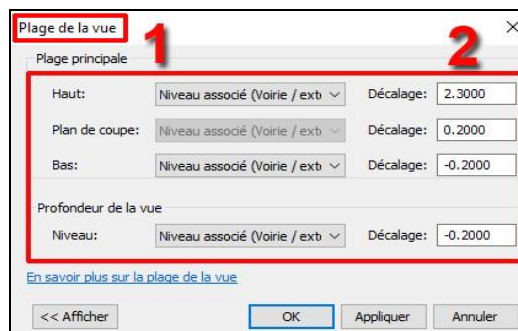 Plage de la vue
1
2
Plage principale
Haut: Niveau associé (Voirie / exte Décalage: 2.3000
Plan de coupe: Niveau associé (Voirie / exte Décalage: 0.2000
Bas: Niveau associé (Voirie / exte Décalage: -0.2000
Profondeur de la vue
Niveau: Niveau associé (Voirie / exte Décalage: -0.2000
En savoir plus sur la plage de la vue
<< Afficher OK Appliquer Annuler